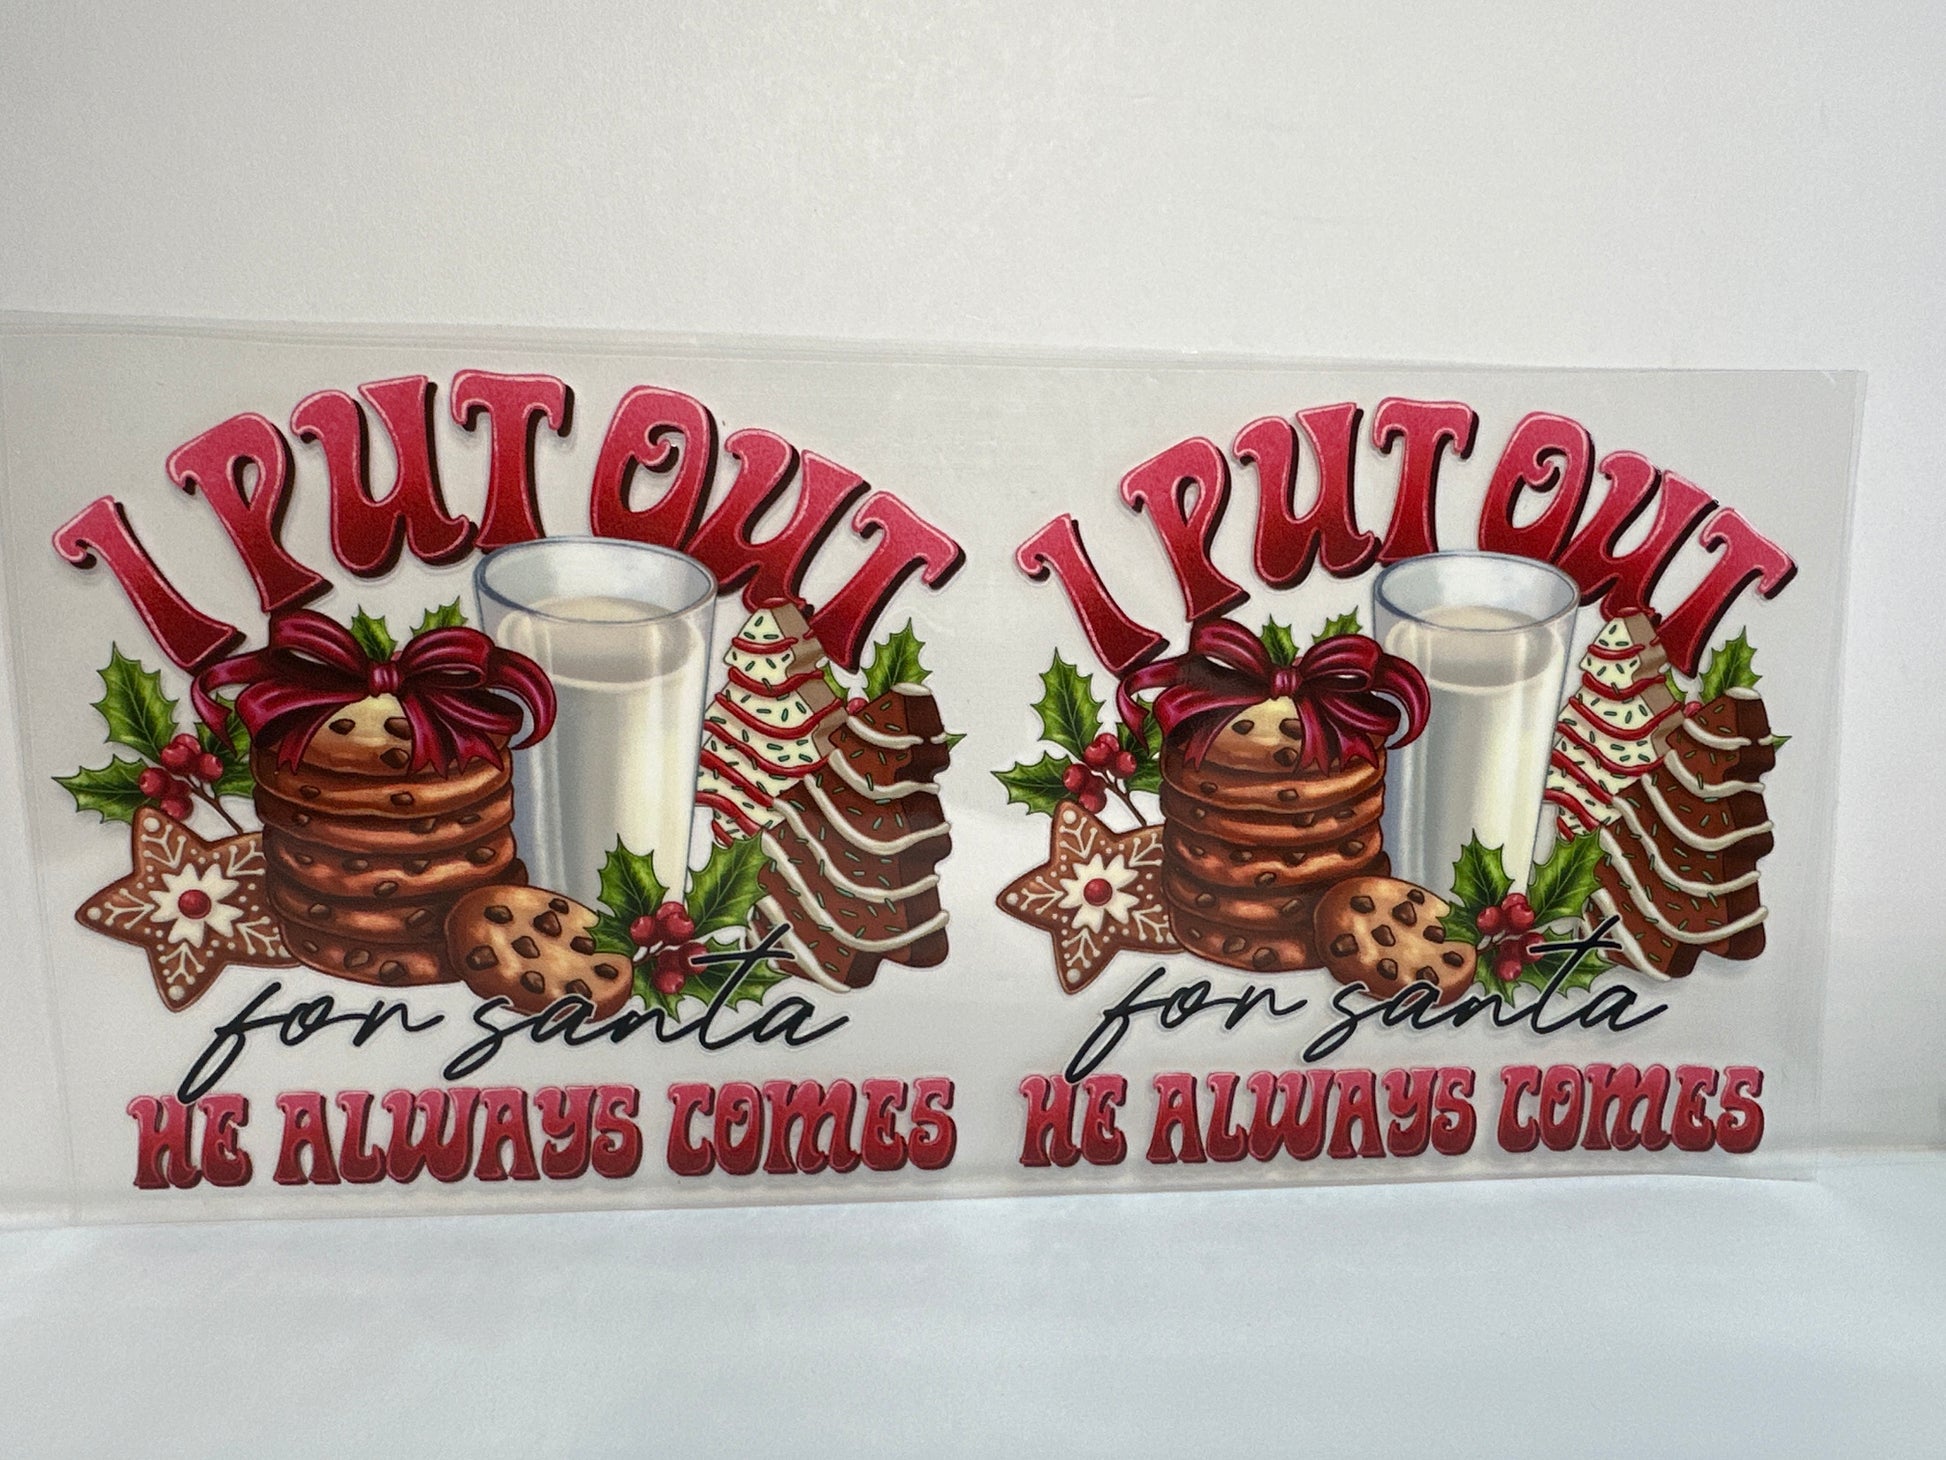 I PUT OUT
for santa
HE ALWAYS COMES
I PUT OUT
for santa
HE ALWAYS COMES